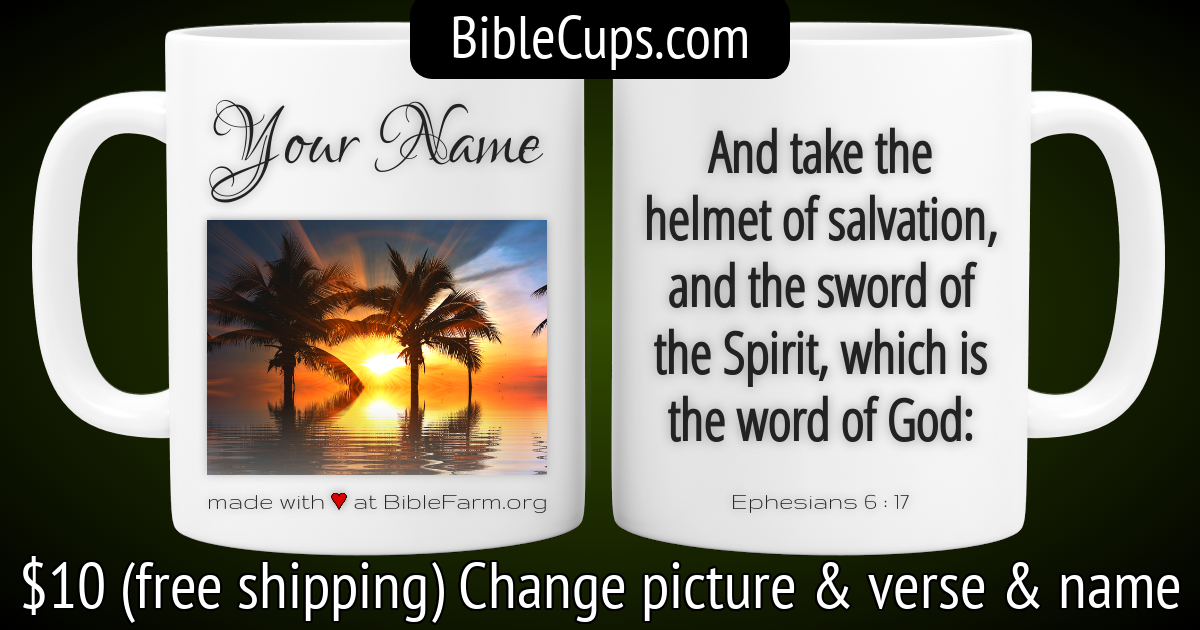 BibleCups.com
Your Name
made with ♥ at BibleFarm.org
And take the
helmet of salvation,
and the sword of
the Spirit, which is
the word of God:
Ephesians 6 : 17
$10 (free shipping) Change picture & verse & name